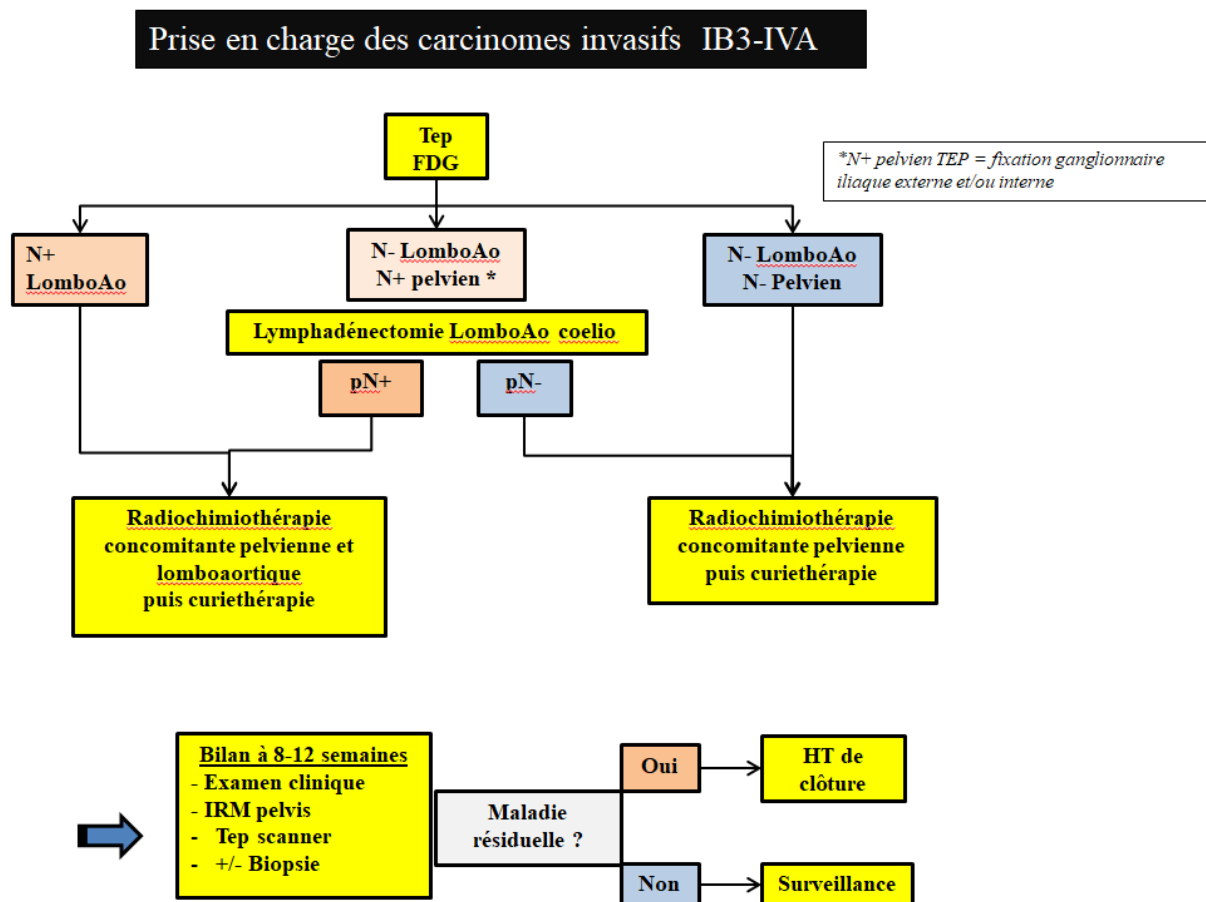 Prise en charge des carcinomes invasifs IB3-IVA
Tep
FDG
*N+ pelvien TEP = fixation ganglionnaire
iliaque externe et/ou interne
N+
LomboAo
N- LomboAo
N+ pelvien *
N- LomboAo
N- Pelvien
Lymphadénectomie LomboAo coelio
pN+
pN-
Radiochimiothérapie
concomitante pelvienne et
lomboaortique
puis curiethérapie
Radiochimiothérapie
concomitante pelvienne
puis curiethérapie
Bilan à 8-12 semaines
- Examen clinique
- IRM pelvis
- Tep scanner
- +/- Biopsie
Maladie
résiduelle ?
Oui
HT de
clôture
Non
Surveillance